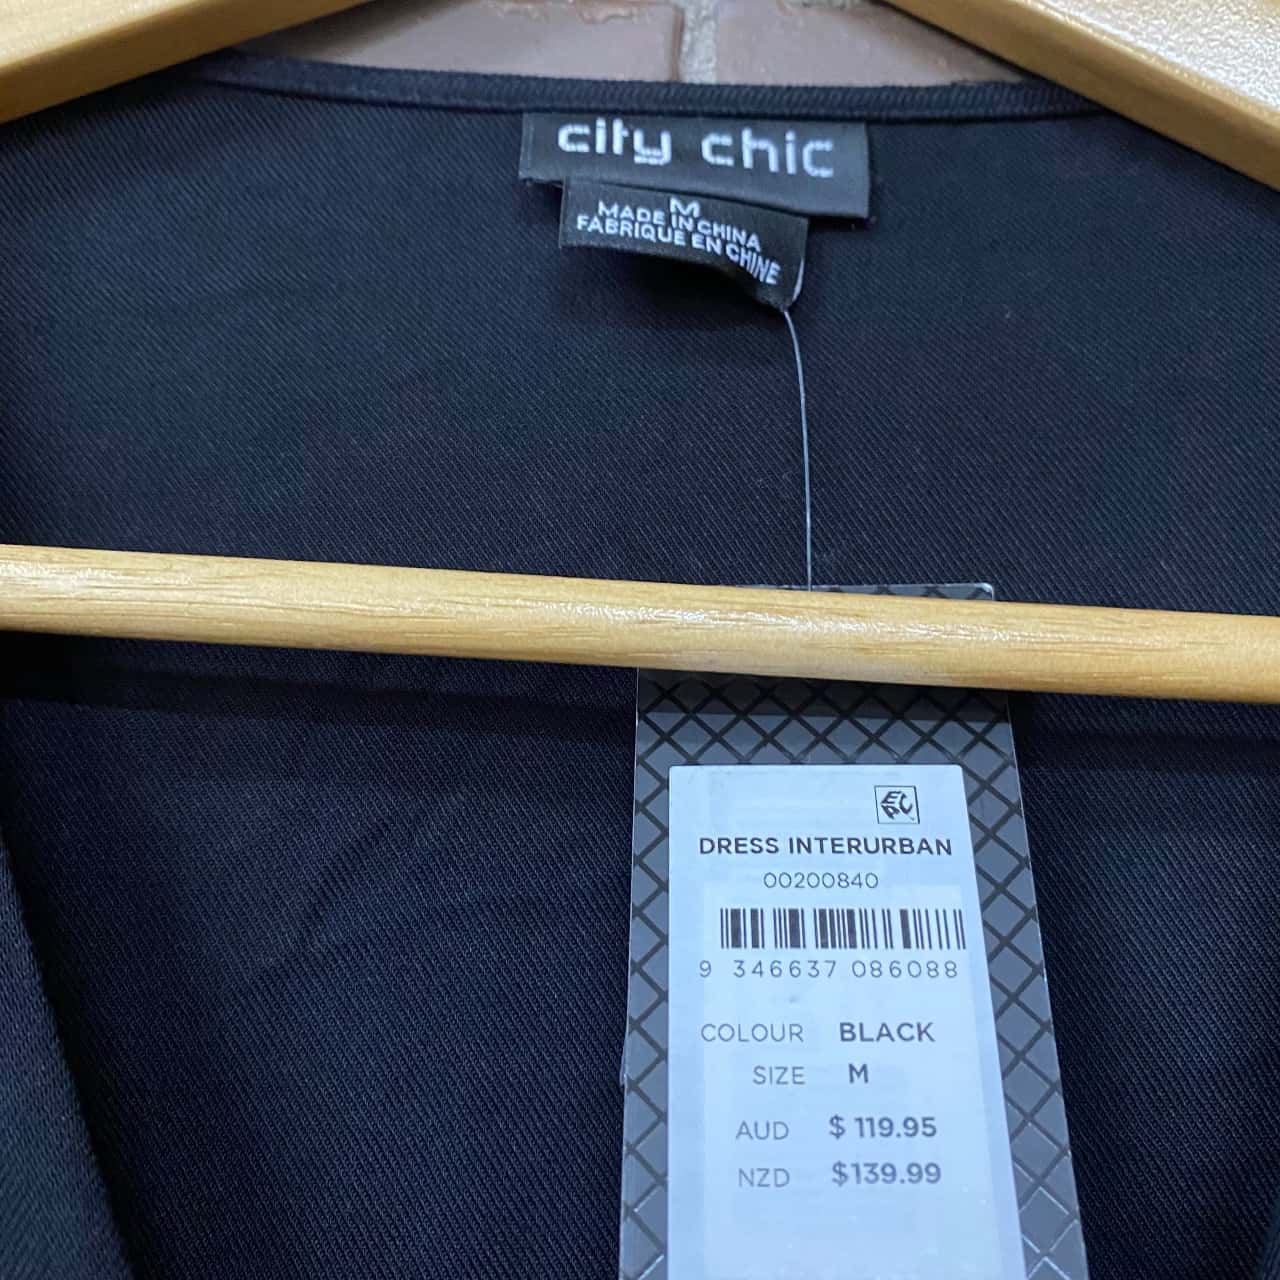 city chic
M
MADE IN CHINA
FABRIQUE EN CHINE
EPC
DRESS INTERURBAN
00200840
9 346637 086088
COLOUR BLACK
SIZE M
AUD $ 119.95
NZD $139.99